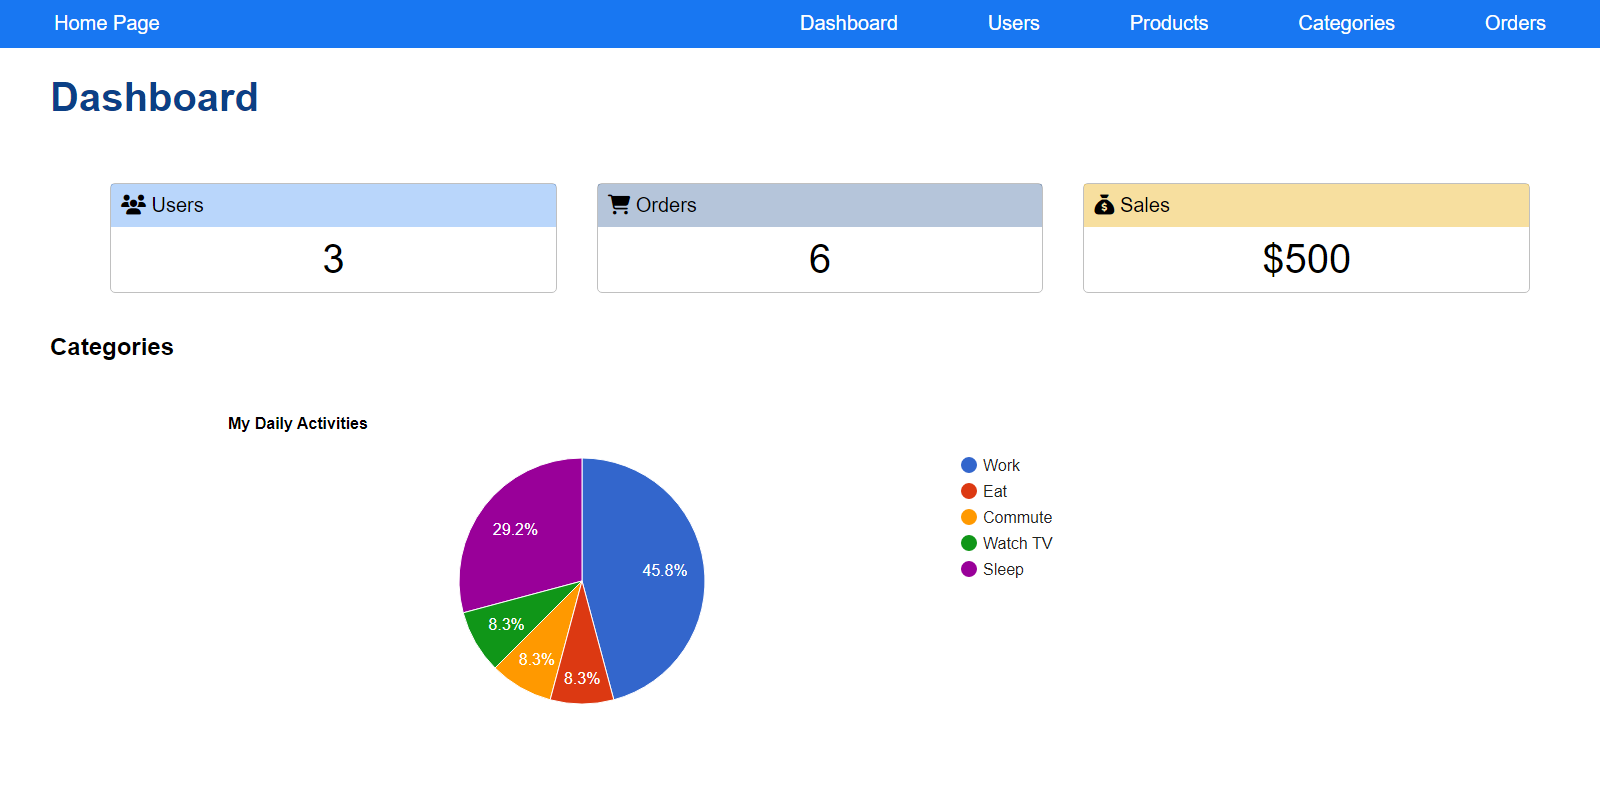 Home Page Dashboard Users Products Categories Orders
Dashboard
Users
3
Orders
6
$ Sales
$500
Categories
My Daily Activities
45.8%
8.3%
8.3%
8.3%
29.2%
Work
Eat
Commute
Watch TV
Sleep